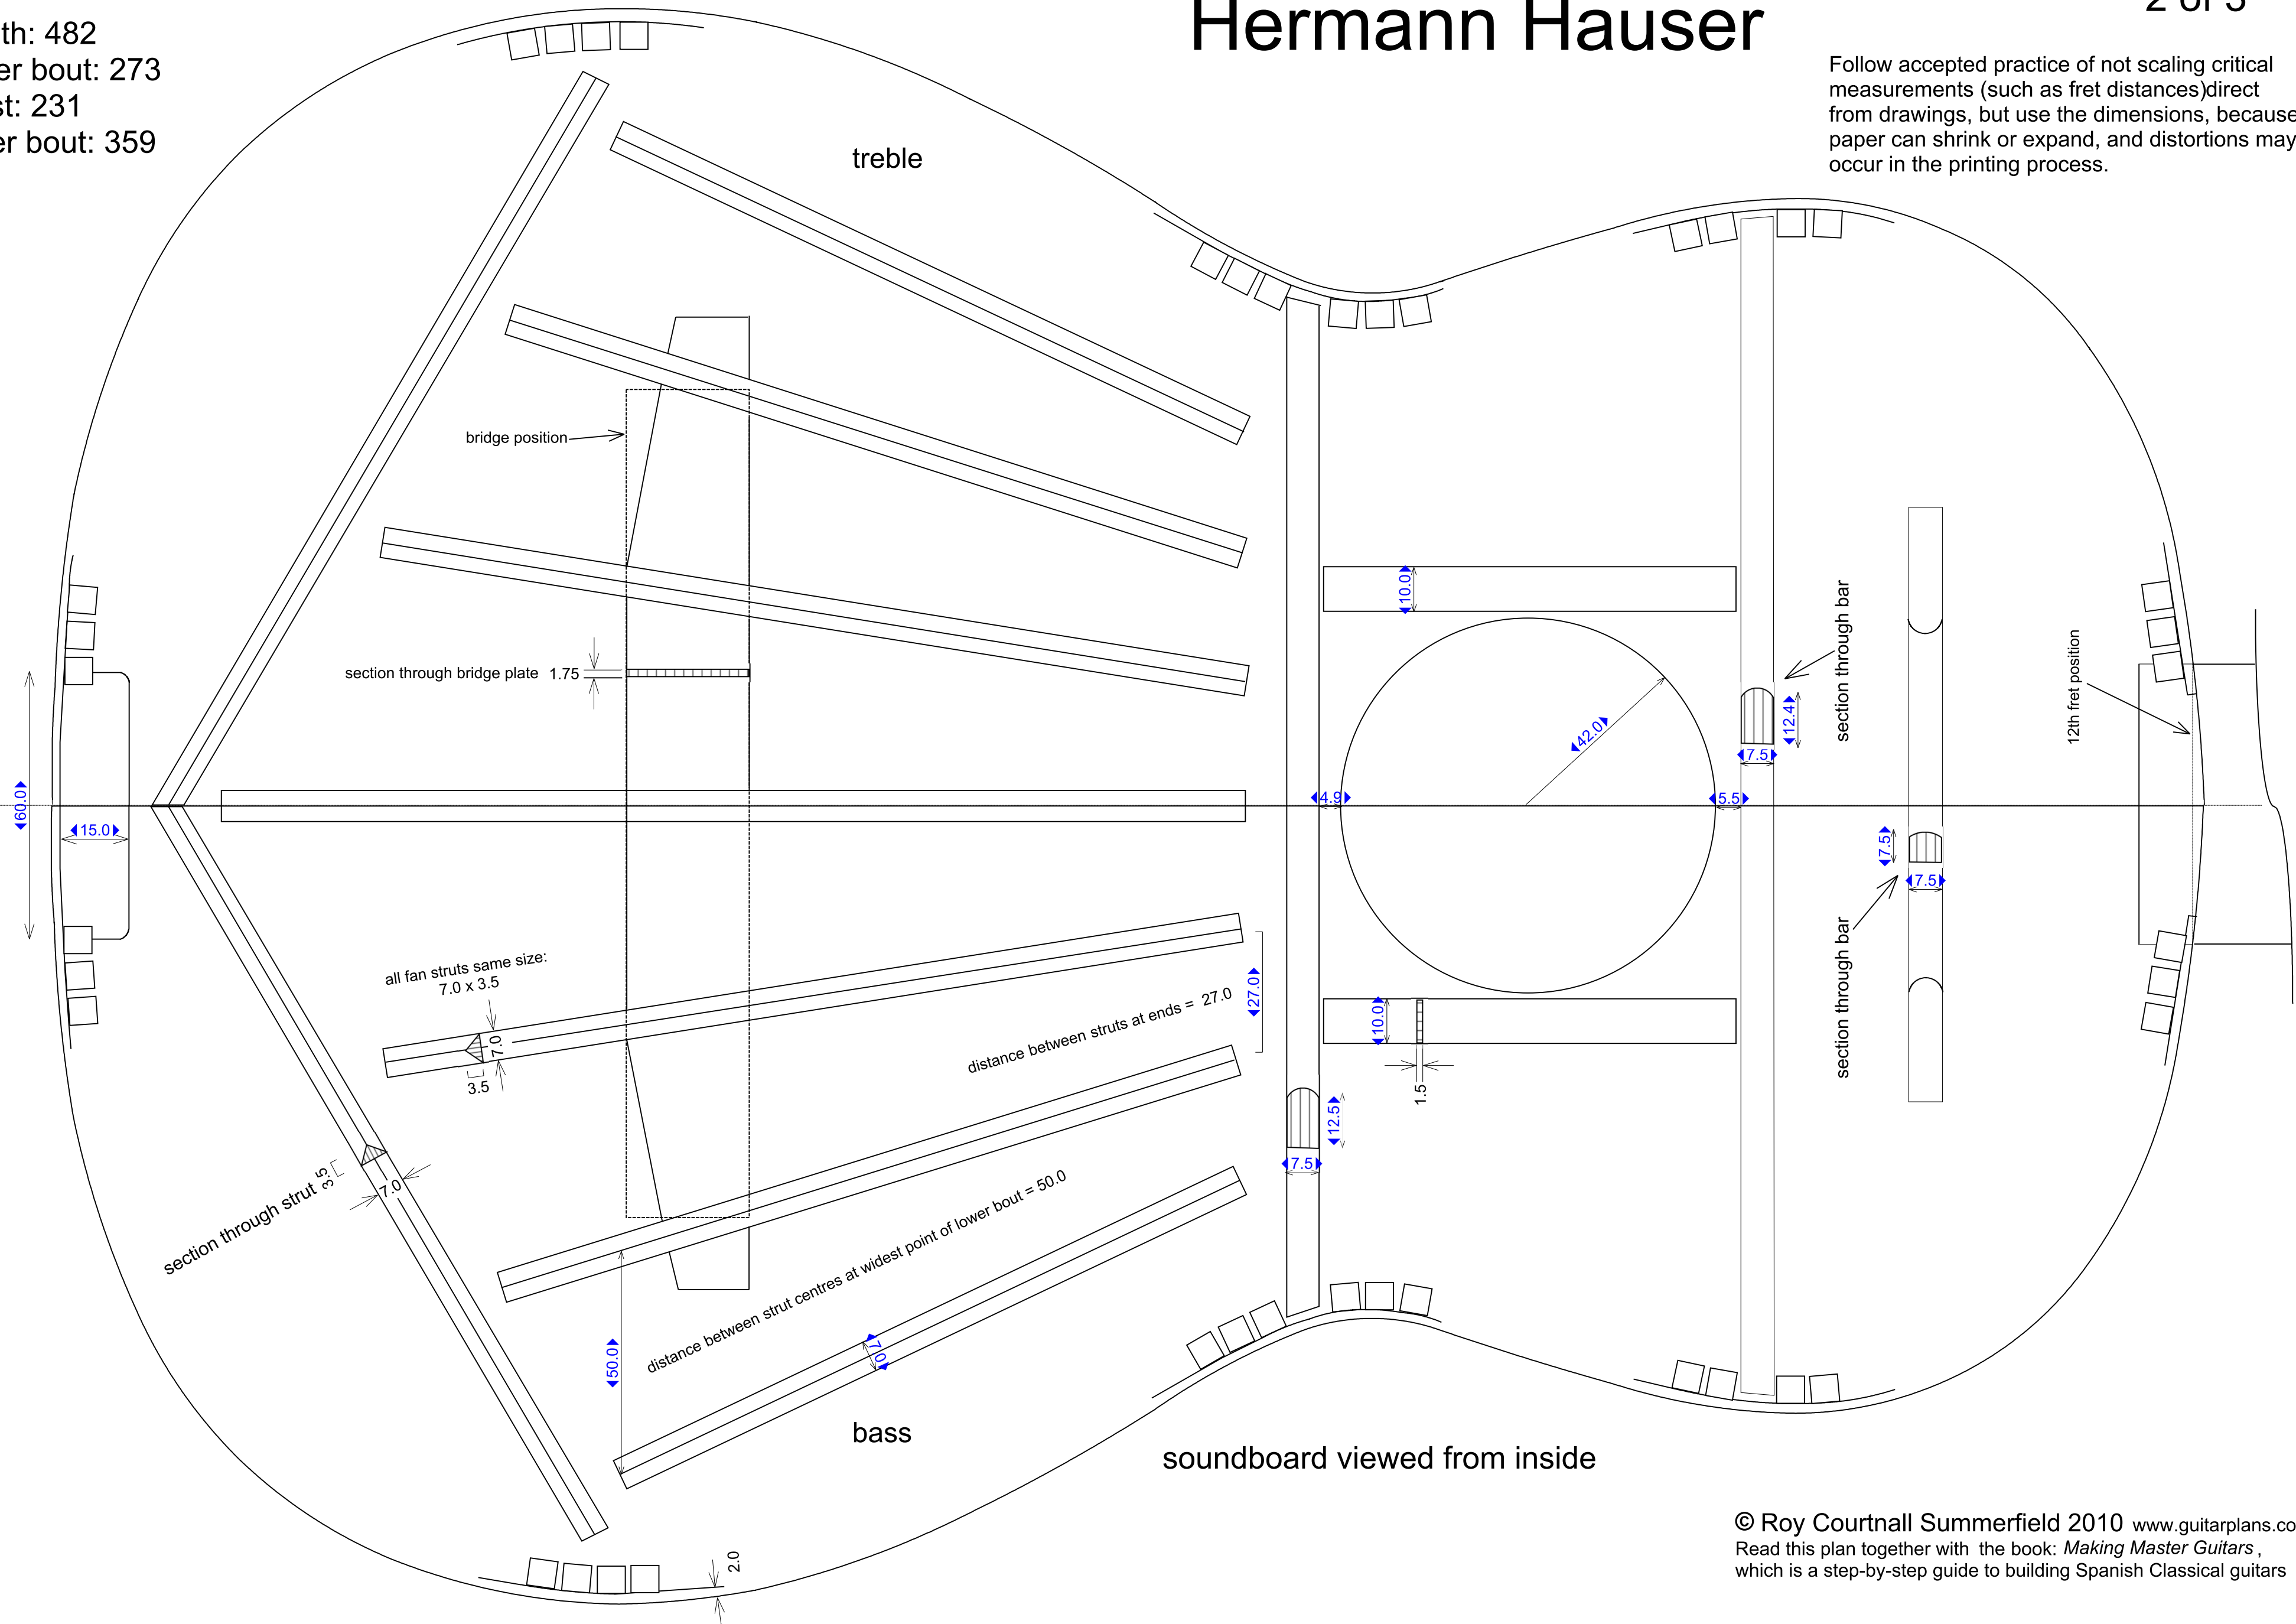 th: 482
er bout: 273
st: 231
er bout: 359
Hermann Hauser
2 of 3
Follow accepted practice of not scaling critical
measurements (such as fret distances)direct
from drawings, but use the dimensions, because
paper can shrink or expand, and distortions may
occur in the printing process.
treble
bridge position
section through bridge plate 1.75
10.0
42.0
section through bar
12.4
7.5
12th fret position
60.0
15.0
4.9
5.5
7.5
7.5
section through bar
all fan struts same size:
7.0 x 3.5
7.0
3.5
distance between struts at ends = 27.0
27.0
10.0
1.5
12.5
7.5
section through strut
3.5
7.0
distance between strut centres at widest point of lower bout = 50.0
50.0
7.0
bass
soundboard viewed from inside
2.0
© Roy Courtnall Summerfield 2010 www.guitarplans.co
Read this plan together with the book: Making Master Guitars ,
which is a step-by-step guide to building Spanish Classical guitars